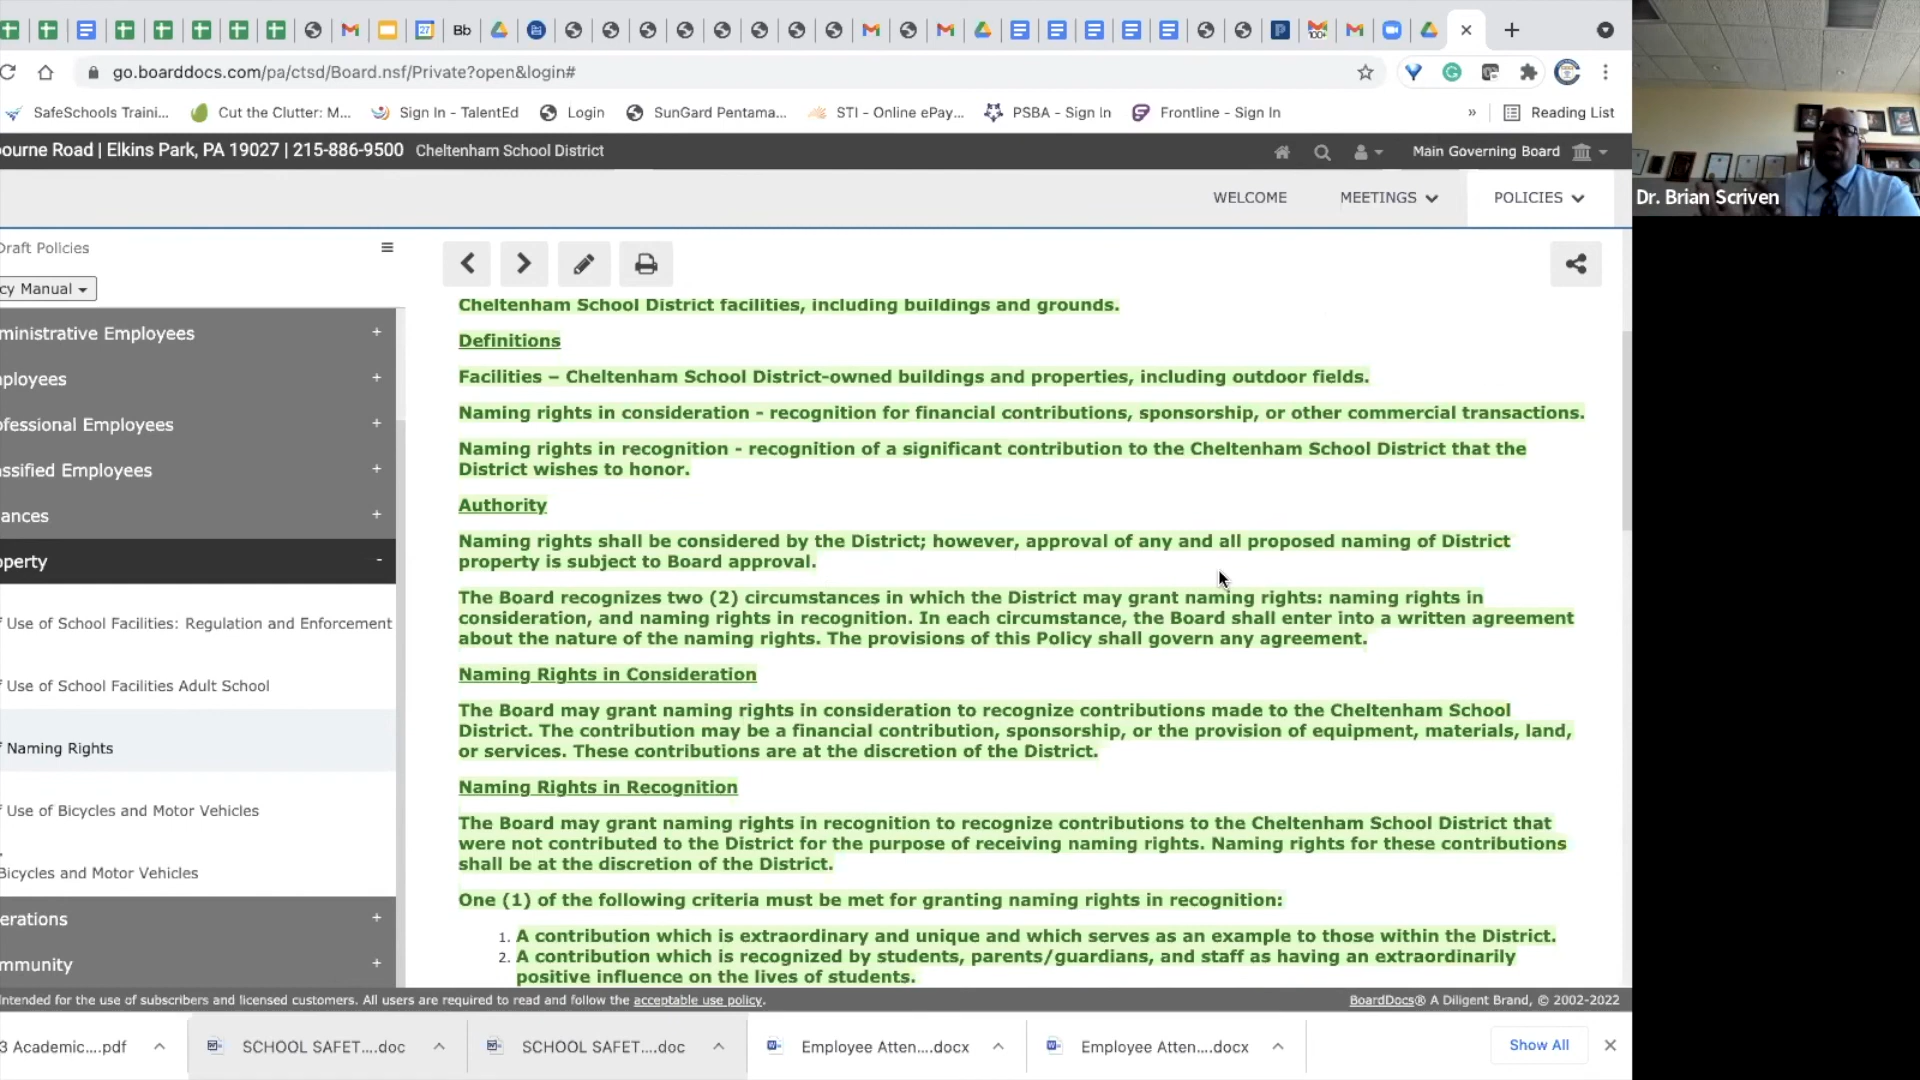 27
Bb
100+
go.boarddocs.com/pa/ctsd/Board.nsf/Private?open&login#
SafeSchools Traini...
Cut the Clutter: M...
Sign In - TalentEd
Login
SunGard Pentama...
STI - Online ePay...
PSBA - Sign In
Frontline - Sign In
»
Reading List
bourne Road | Elkins Park, PA 19027 | 215-886-9500
Cheltenham School District
Main Governing Board
Dr. Brian Scriven
WELCOME
MEETINGS
POLICIES
Draft Policies
cy Manual
ministrative Employees +
ployees +
ofessional Employees +
assified Employees +
ances +
operty -
f Use of School Facilities: Regulation and Enforcement
f Use of School Facilities Adult School
f Naming Rights
f Use of Bicycles and Motor Vehicles
Bicycles and Motor Vehicles
erations +
mmunity +
Cheltenham School District facilities, including buildings and grounds.
Definitions
Facilities – Cheltenham School District-owned buildings and properties, including outdoor fields.
Naming rights in consideration - recognition for financial contributions, sponsorship, or other commercial transactions.
Naming rights in recognition - recognition of a significant contribution to the Cheltenham School District that the
District wishes to honor.
Authority
Naming rights shall be considered by the District; however, approval of any and all proposed naming of District
property is subject to Board approval.
The Board recognizes two (2) circumstances in which the District may grant naming rights: naming rights in
consideration, and naming rights in recognition. In each circumstance, the Board shall enter into a written agreement
about the nature of the naming rights. The provisions of this Policy shall govern any agreement.
Naming Rights in Consideration
The Board may grant naming rights in consideration to recognize contributions made to the Cheltenham School
District. The contribution may be a financial contribution, sponsorship, or the provision of equipment, materials, land,
or services. These contributions are at the discretion of the District.
Naming Rights in Recognition
The Board may grant naming rights in recognition to recognize contributions to the Cheltenham School District that
were not contributed to the District for the purpose of receiving naming rights. Naming rights for these contributions
shall be at the discretion of the District.
One (1) of the following criteria must be met for granting naming rights in recognition:
1. A contribution which is extraordinary and unique and which serves as an example to those within the District.
2. A contribution which is recognized by students, parents/guardians, and staff as having an extraordinarily
positive influence on the lives of students.
intended for the use of subscribers and licensed customers. All users are required to read and follow the acceptable use policy.
BoardDocs® A Diligent Brand, © 2002-2022
3 Academic....pdf
SCHOOL SAFET....doc
SCHOOL SAFET....doc
Employee Atten....docx
Employee Atten....docx
Show All